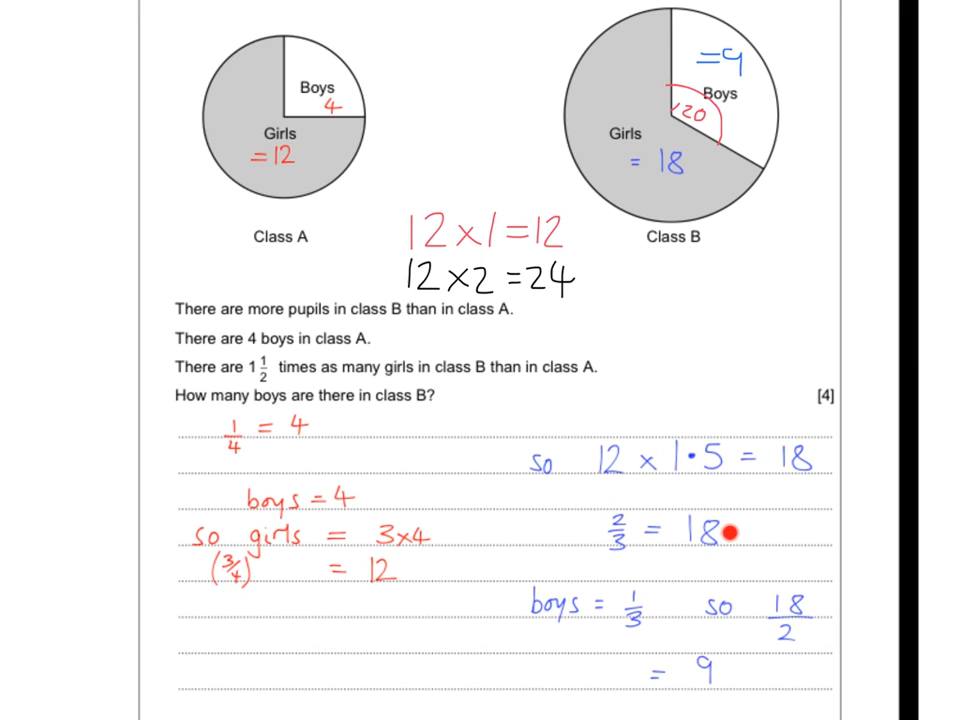 = 9
Boys
Boys
4
120
Girls
Girls
= 12
= 18
Class A
Class B
12 × 1 = 12
12 × 2 = 24
There are more pupils in class B than in class A.
There are 4 boys in class A.
There are 1 1/2 times as many girls in class B than in class A.
How many boys are there in class B? [4]
1/4 = 4
so 12 × 1·5 = 18
boys = 4
so girls = 3×4
2/3 = 18
(3/4) = 12
boys = 1/3 so 18/2
= 9